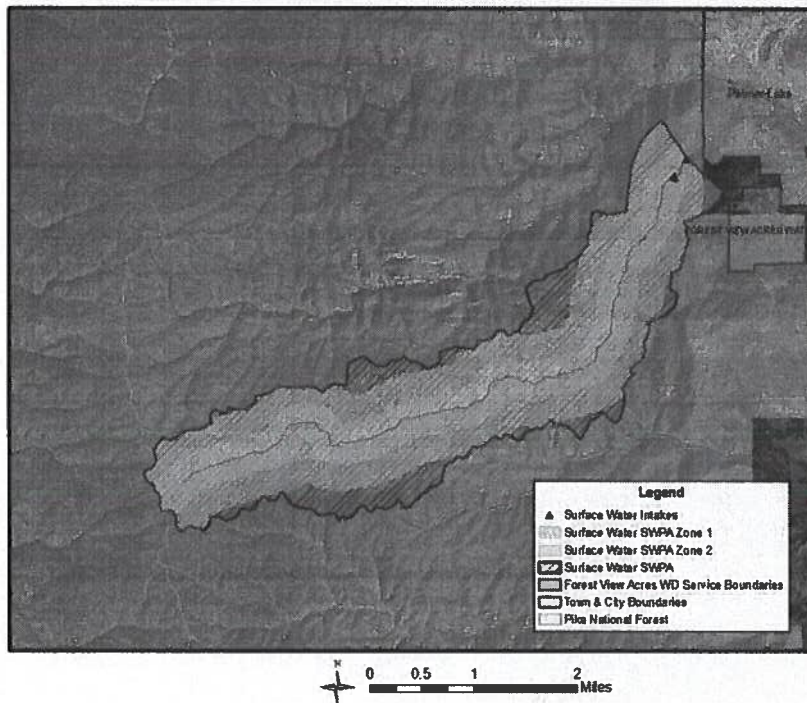 Palmer Lake
FOREST VIEW ACRES WAT
Legend
Surface Water Intakes
Surface Water SWPA Zone 1
Surface Water SWPA Zone 2
Surface Water SWPA
Forest View Acres WD Service Boundaries
Town & City Boundaries
Pike National Forest
N
0 0.5 1 2
Miles